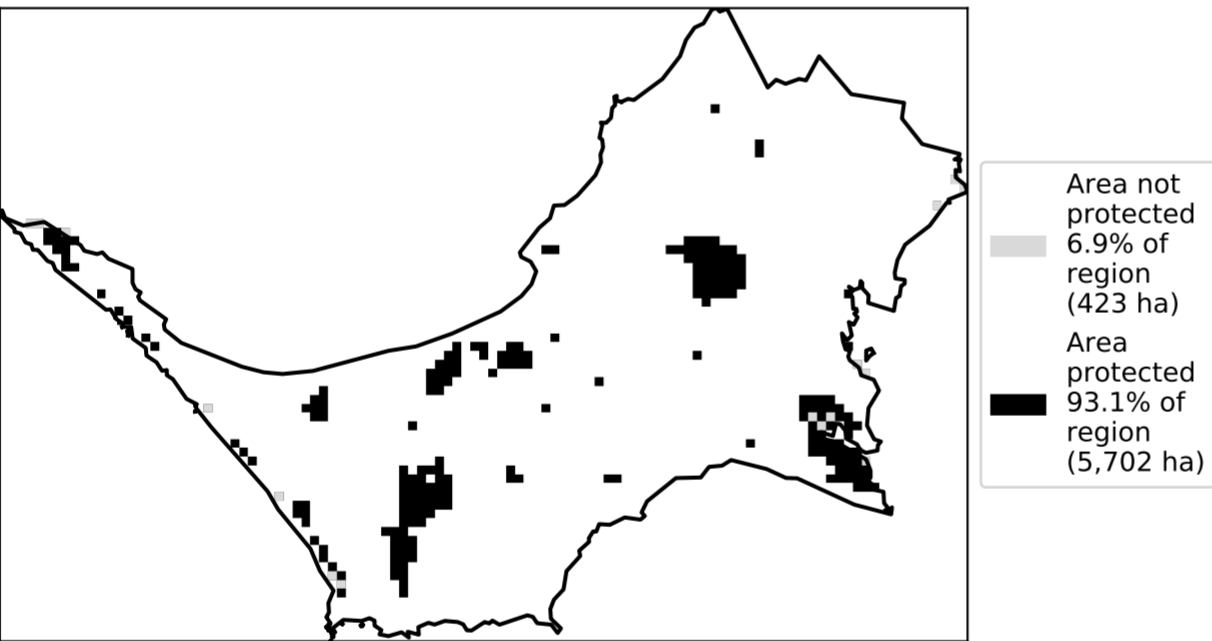 Area not
protected
6.9% of
region
(423 ha)
Area
protected
93.1% of
region
(5,702 ha)